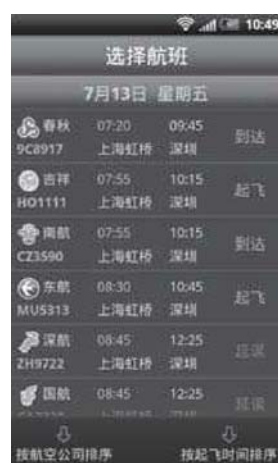 10:49
选择航班
7月13日 星期五
春秋 07:20 09:45 到达
9C8917 上海虹桥 深圳
吉祥 07:55 10:15 起飞
HO1111 上海虹桥 深圳
南航 07:55 10:15 到达
CZ3590 上海虹桥 深圳
东航 08:30 10:45 起飞
MU5313 上海虹桥 深圳
深航 08:45 12:25 延误
ZH9722 上海虹桥 深圳
国航 08:45 12:25 延误
按航空公司排序 按起飞时间排序